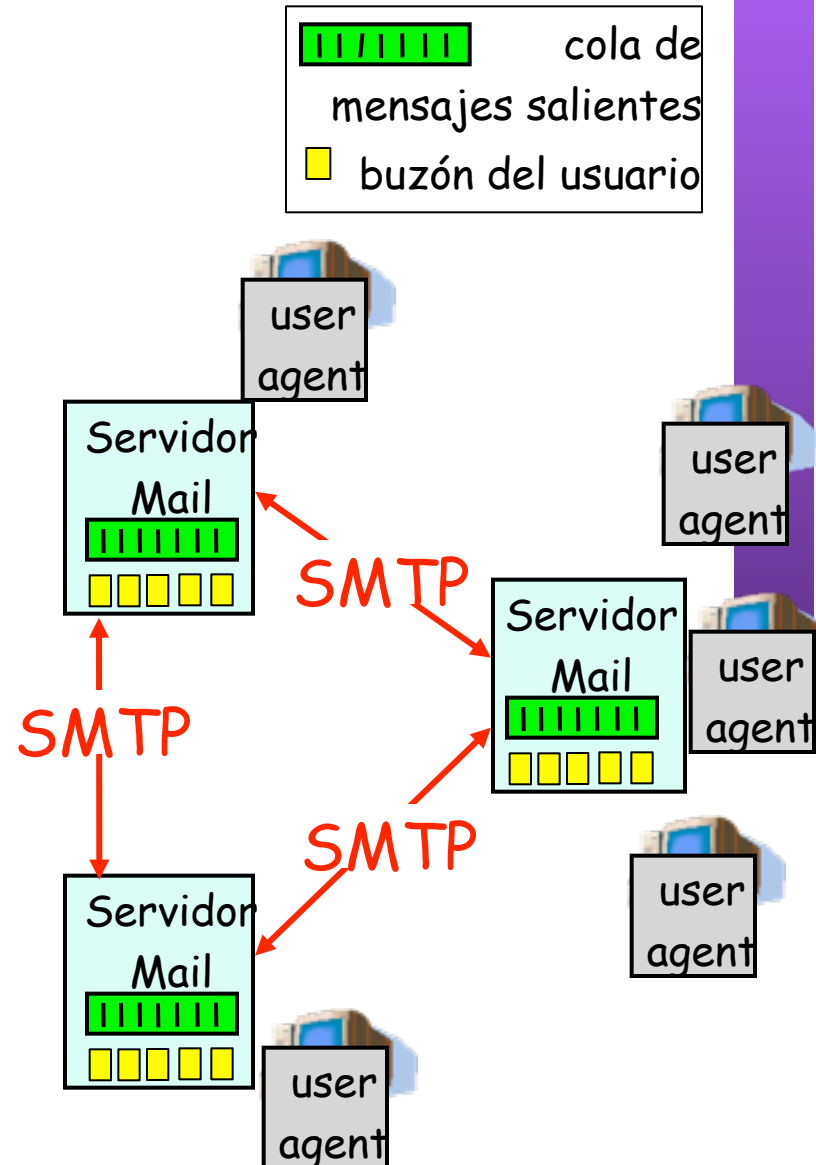 cola de
mensajes salientes
buzón del usuario
user
agent
Servidor
Mail
user
agent
SMTP
Servidor
Mail
user
agent
SMTP
SMTP
user
agent
Servidor
Mail
user
agent